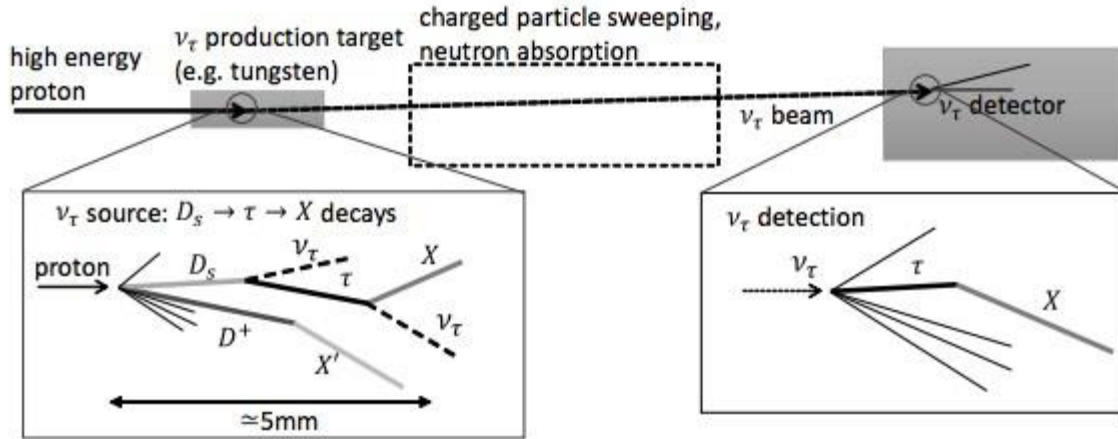 charged particle sweeping,
neutron absorption
ν_τ production target
(e.g. tungsten)
high energy
proton
ν_τ beam
ν_τ detector
ν_τ source: D_s → τ → X decays
proton
D_s
ν_τ
τ
X
ν_τ
D⁺
X′
≃5mm
ν_τ detection
ν_τ
τ
X